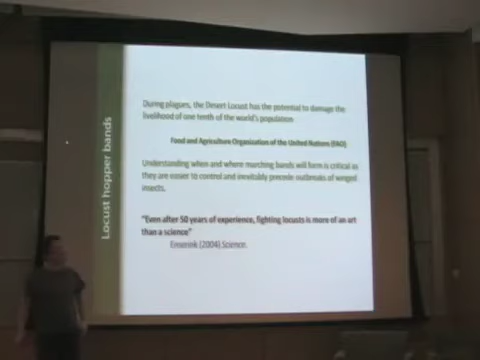 Locust hopper bands
During plagues, the Desert Locust has the potential to damage the
livelihood of one tenth of the world's population
Food and Agriculture Organization of the United Nations (FAO)
Understanding when and where marching bands will form is critical as
they are easier to control and inevitably precede outbreaks of winged
insects.
"Even after 50 years of experience, fighting locusts is more of an art
than a science"
Enserink (2004) Science.